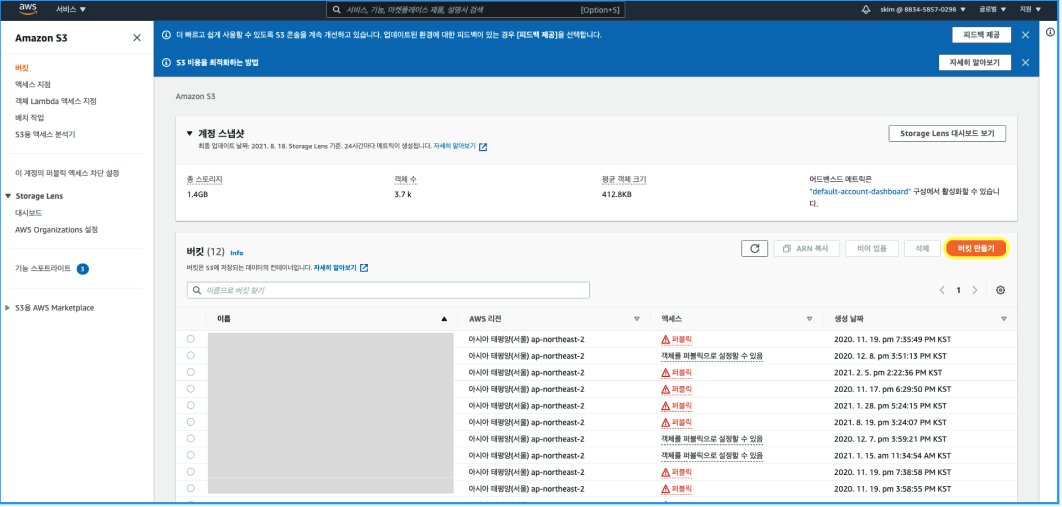 aws 서비스 ▼ 서비스, 기능, 마켓플레이스 제품, 설명서 검색 [Option+S] skim @ 8834-5857-0298 ▼ 글로벌 ▼ 지원 ▼
Amazon S3
버킷
액세스 지점
객체 Lambda 액세스 지점
배치 작업
S3용 액세스 분석기
이 계정의 퍼블릭 액세스 차단 설정
▼ Storage Lens
대시보드
AWS Organizations 설정
기능 스포트라이트 3
▶ S3용 AWS Marketplace
더 빠르고 쉽게 사용할 수 있도록 S3 콘솔을 계속 개선하고 있습니다. 업데이트된 환경에 대한 피드백이 있는 경우 [피드백 제공]을 선택합니다. 피드백 제공
S3 비용을 최적화하는 방법 자세히 알아보기
Amazon S3
▼ 계정 스냅샷 Storage Lens 대시보드 보기
최종 업데이트 날짜: 2021. 8. 18. Storage Lens 기준. 24시간마다 메트릭이 생성됩니다. 자세히 알아보기
총 스토리지 객체 수 평균 객체 크기 어드밴스드 메트릭은
1.4GB 3.7 k 412.8KB "default-account-dashboard" 구성에서 활성화할 수 있습니
다.
버킷 (12) Info ARN 복사 비어 있음 삭제 버킷 만들기
버킷은 S3에 저장되는 데이터의 컨테이너입니다. 자세히 알아보기
이름으로 버킷 찾기 1
이름 AWS 리전 액세스 생성 날짜
아시아 태평양(서울) ap-northeast-2 퍼블릭 2020. 11. 19. pm 7:35:49 PM KST
아시아 태평양(서울) ap-northeast-2 객체를 퍼블릭으로 설정할 수 있음 2020. 12. 8. pm 3:51:13 PM KST
아시아 태평양(서울) ap-northeast-2 퍼블릭 2021. 2. 5. pm 2:22:36 PM KST
아시아 태평양(서울) ap-northeast-2 퍼블릭 2020. 11. 17. pm 6:29:50 PM KST
아시아 태평양(서울) ap-northeast-2 퍼블릭 2021. 1. 28. pm 5:24:15 PM KST
아시아 태평양(서울) ap-northeast-2 퍼블릭 2021. 8. 19. pm 3:24:07 PM KST
아시아 태평양(서울) ap-northeast-2 객체를 퍼블릭으로 설정할 수 있음 2020. 12. 7. pm 3:59:21 PM KST
아시아 태평양(서울) ap-northeast-2 객체를 퍼블릭으로 설정할 수 있음 2021. 1. 15. am 11:34:54 AM KST
아시아 태평양(서울) ap-northeast-2 퍼블릭 2020. 11. 19. pm 7:38:58 PM KST
아시아 태평양(서울) ap-northeast-2 퍼블릭 2020. 11. 19. pm 3:58:55 PM KST